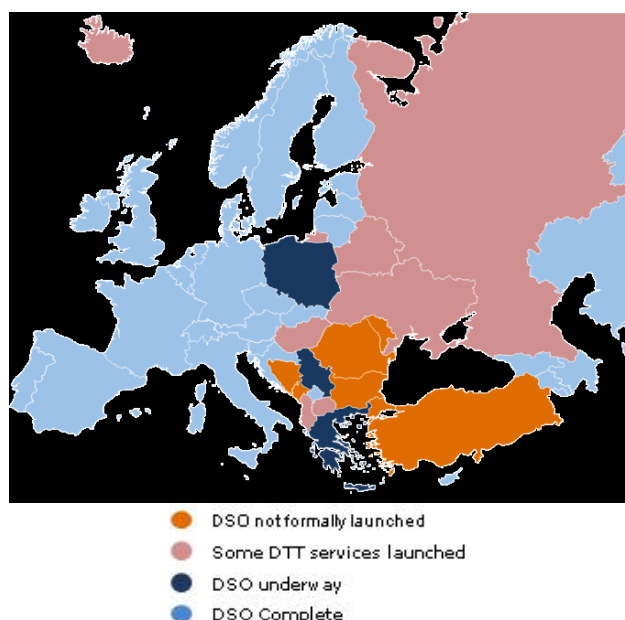 DSO not formally launched
Some DTT services launched
DSO underway
DSO Complete